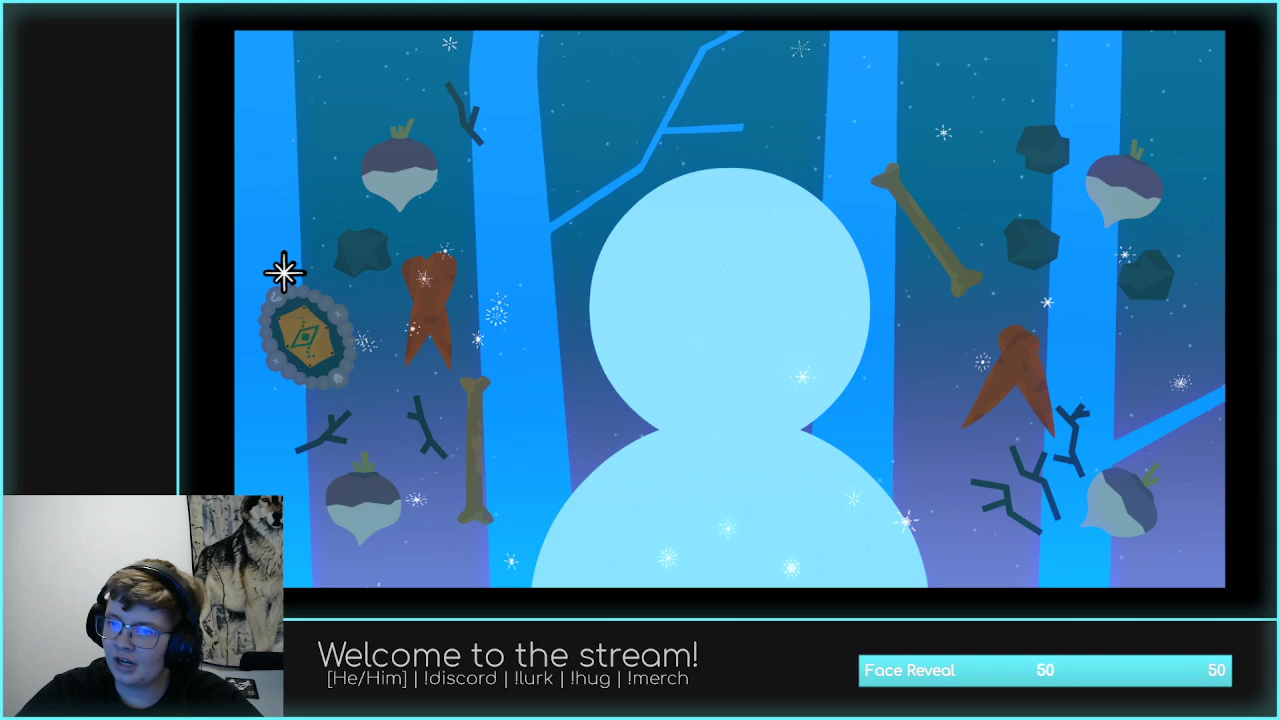 Welcome to the stream!
[He/Him] | !discord | !lurk | !hug | !merch
Face Reveal 50 50